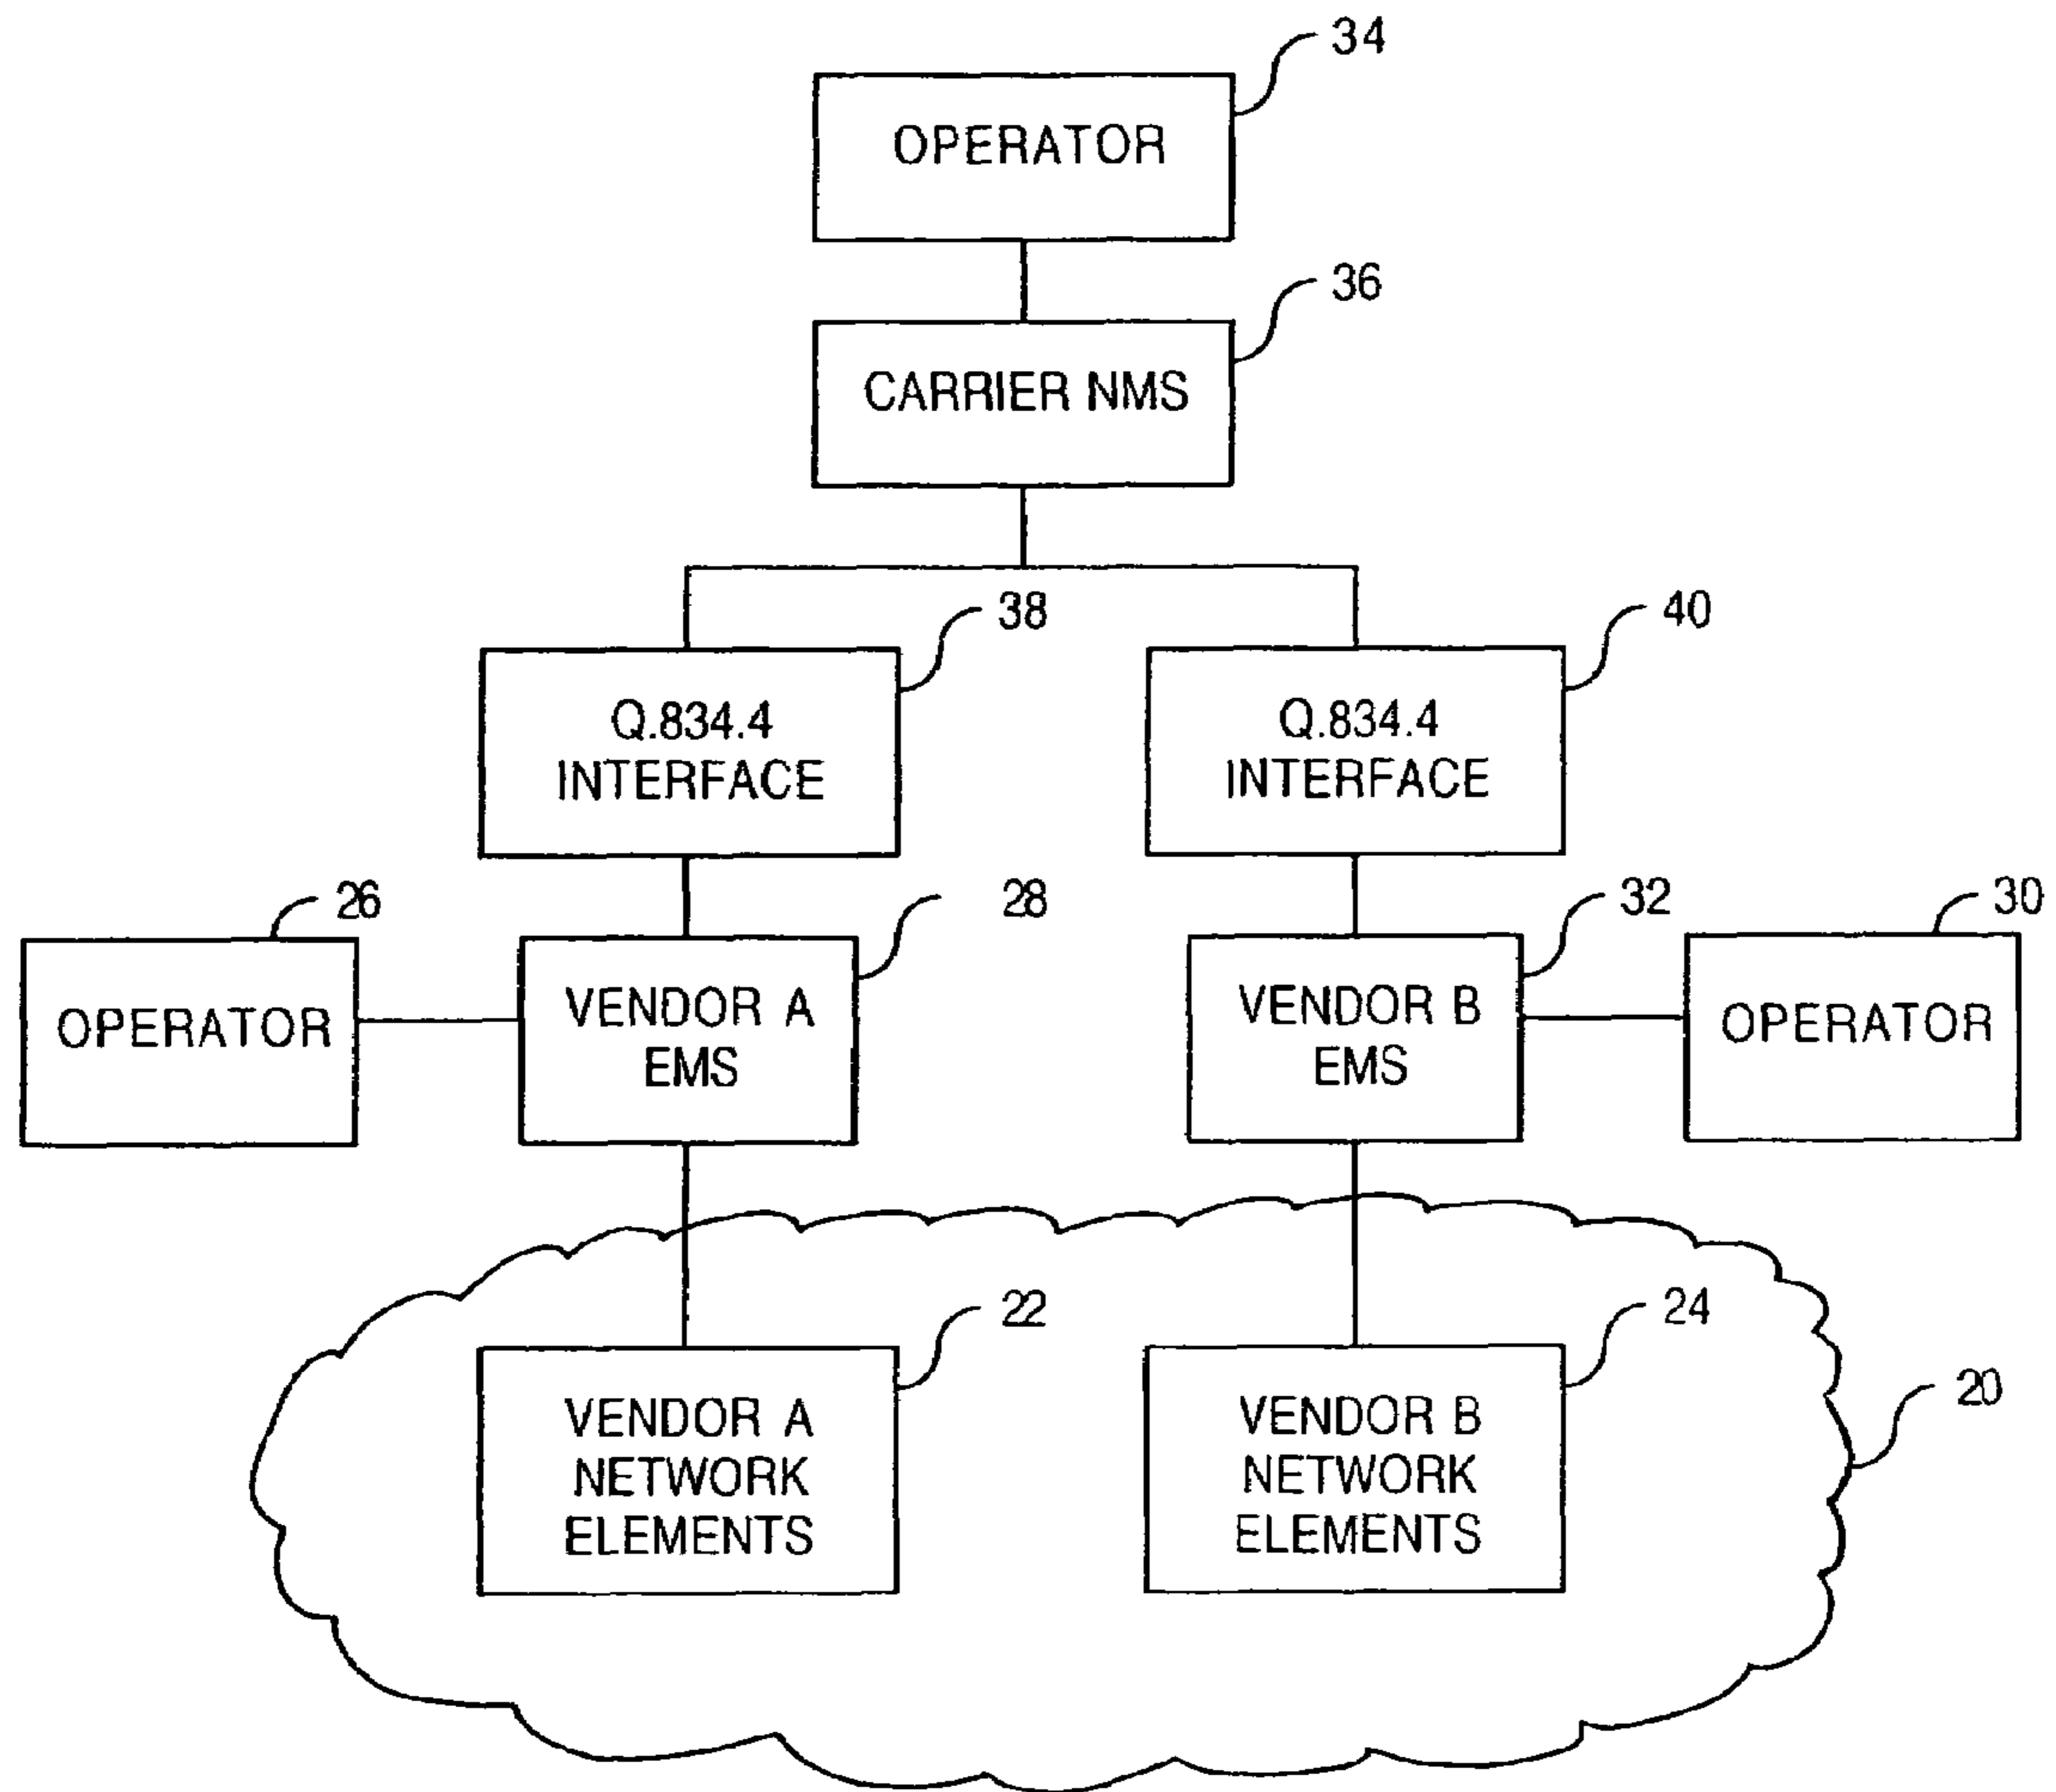 34
OPERATOR
36
CARRIER NMS
38
40
Q.834.4
INTERFACE
Q.834.4
INTERFACE
26
28
32
30
OPERATOR
VENDOR A
EMS
VENDOR B
EMS
OPERATOR
22
24
20
VENDOR A
NETWORK
ELEMENTS
VENDOR B
NETWORK
ELEMENTS